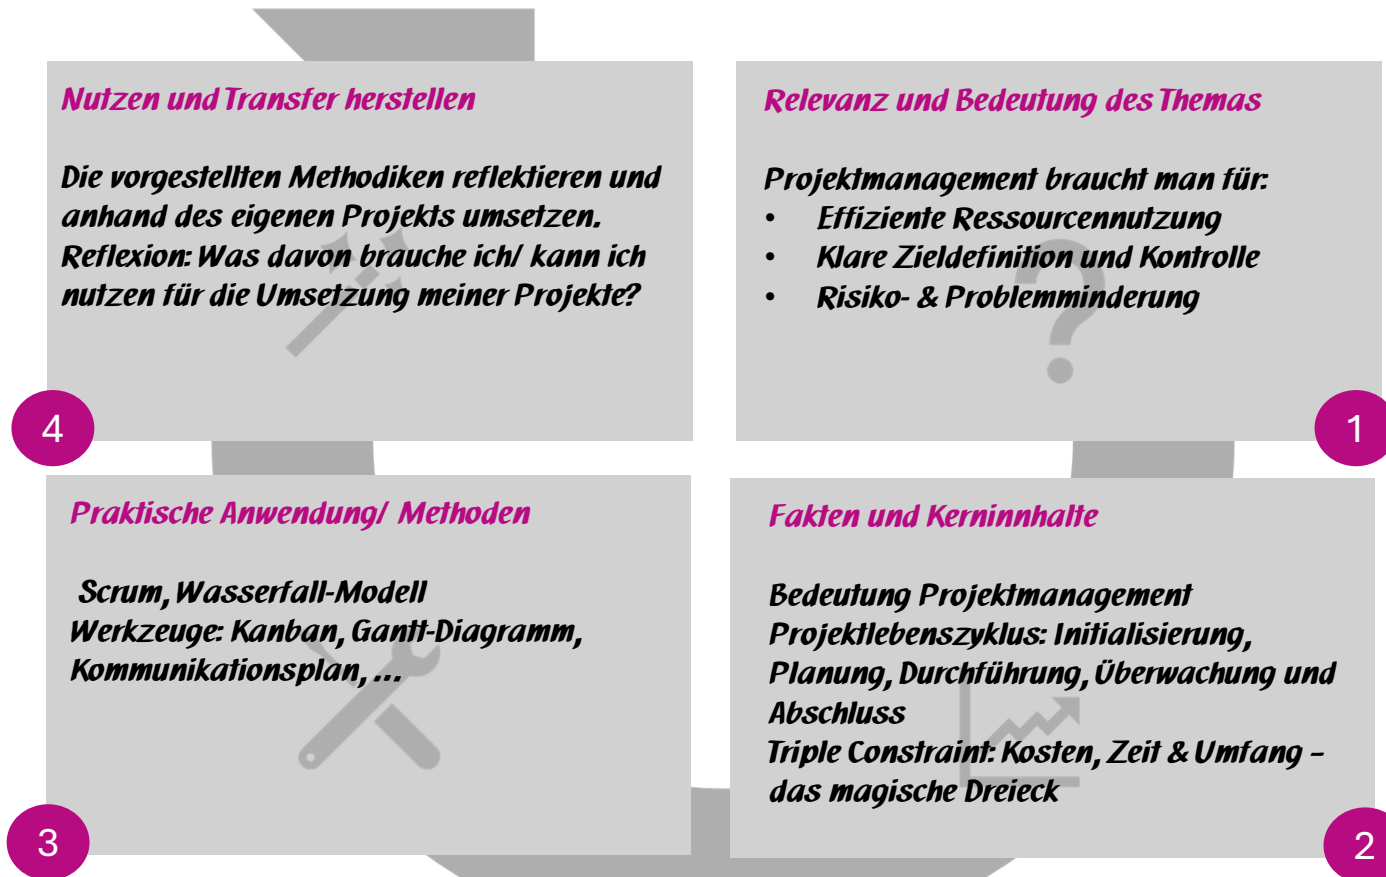 Nutzen und Transfer herstellen
Die vorgestellten Methodiken reflektieren und
anhand des eigenen Projekts umsetzen.
Reflexion: Was davon brauche ich/ kann ich
nutzen für die Umsetzung meiner Projekte?
4
Relevanz und Bedeutung des Themas
Projektmanagement braucht man für:
• Effiziente Ressourcennutzung
• Klare Zieldefinition und Kontrolle
• Risiko- & Problemminderung
1
Praktische Anwendung/ Methoden
Scrum, Wasserfall-Modell
Werkzeuge: Kanban, Gantt-Diagramm,
Kommunikationsplan, ...
3
Fakten und Kerninnhalte
Bedeutung Projektmanagement
Projektlebenszyklus: Initialisierung,
Planung, Durchführung, Überwachung und
Abschluss
Triple Constraint: Kosten, Zeit & Umfang –
das magische Dreieck
2